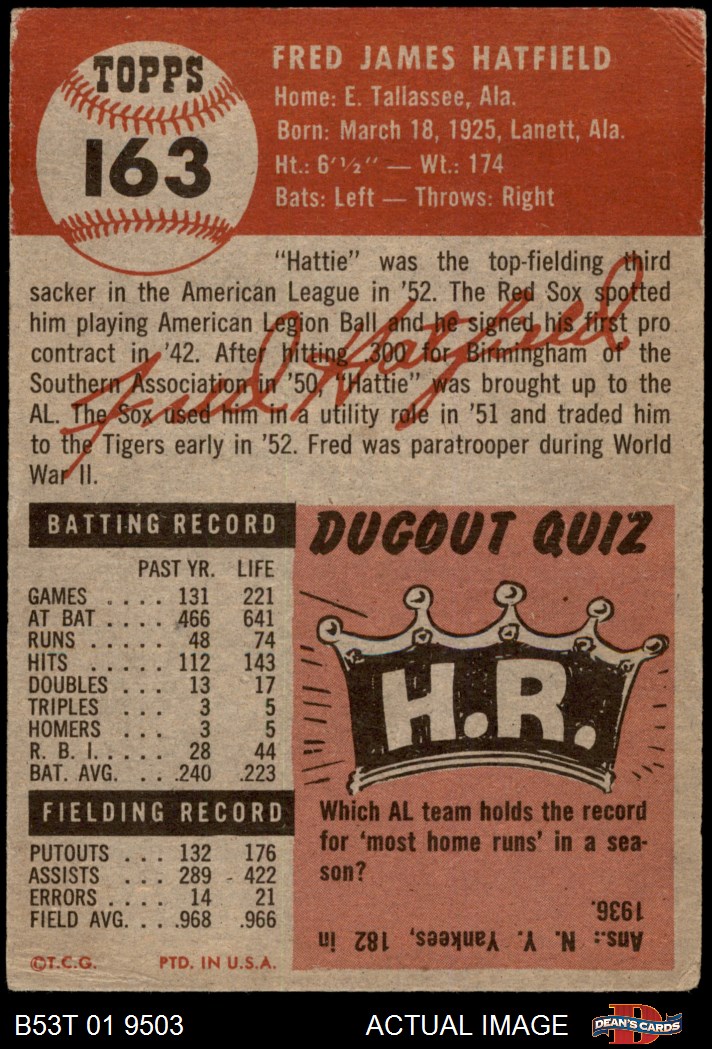 TOPPS
163
FRED JAMES HATFIELD
Home: E. Tallassee, Ala.
Born: March 18, 1925, Lanett, Ala.
Ht.: 6'½" — Wt.: 174
Bats: Left — Throws: Right
"Hattie" was the top-fielding third
sacker in the American League in '52. The Red Sox spotted
him playing American Legion Ball and he signed his first pro
contract in '42. After hitting .300 for Birmingham of the
Southern Association in '50, "Hattie" was brought up to the
AL. The Sox used him in a utility role in '51 and traded him
to the Tigers early in '52. Fred was paratrooper during World
War II.
Fred Hatfield
BATTING RECORD
PAST YR. LIFE
GAMES .... 131 221
AT BAT .... 466 641
RUNS ..... 48 74
HITS ..... 112 143
DOUBLES ... 13 17
TRIPLES ... 3 5
HOMERS ... 3 5
R. B. I. .... 28 44
BAT. AVG. ... .240 .223
FIELDING RECORD
PUTOUTS ... 132 176
ASSISTS ... 289 - 422
ERRORS .... 14 21
FIELD AVG. ... .968 .966
©T.C.G. PTD. IN U.S.A.
DUGOUT QUIZ
H.R.
Which AL team holds the record
for 'most home runs' in a sea-
son?
Ans.: N. Y. Yankees, 182 in
1936.
B53T 01 9503 ACTUAL IMAGE
D
DEAN'S CARDS